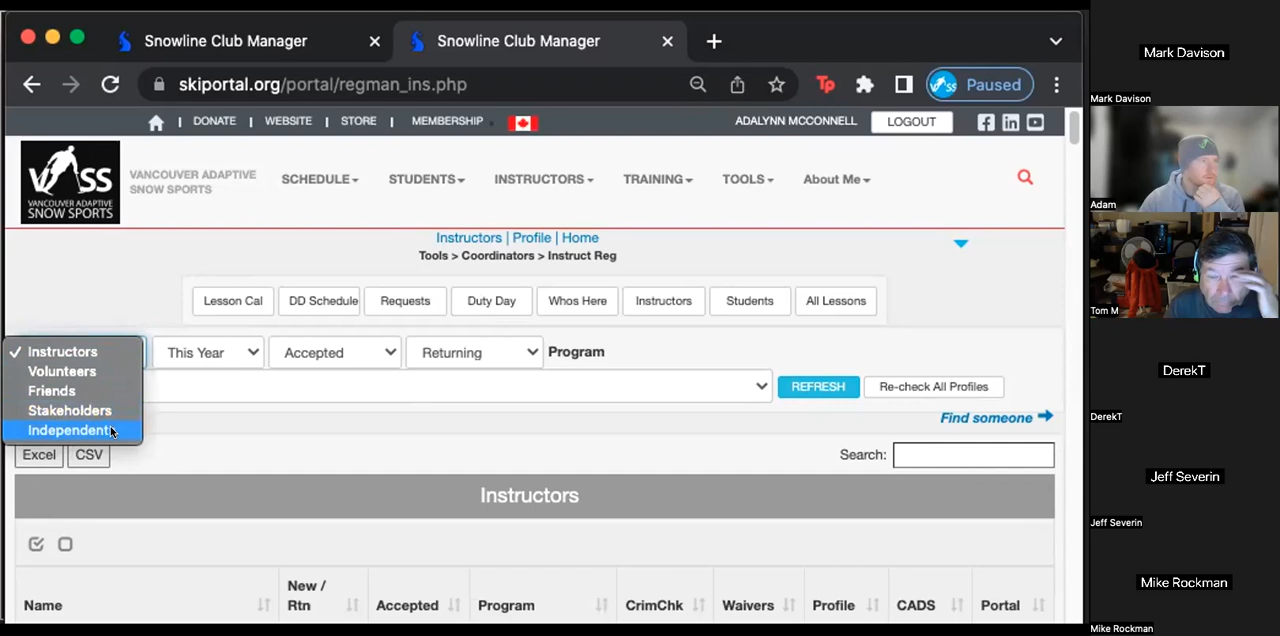 Snowline Club Manager
Snowline Club Manager
skiportal.org/portal/regman_ins.php
Tp
Paused
DONATE | WEBSITE | STORE | MEMBERSHIP
ADALYNN MCCONNELL
LOGOUT
VASS
VANCOUVER ADAPTIVE
SNOW SPORTS
VANCOUVER ADAPTIVE
SNOW SPORTS
SCHEDULE
STUDENTS
INSTRUCTORS
TRAINING
TOOLS
About Me
Instructors | Profile | Home
Tools > Coordinators > Instruct Reg
Lesson Cal
DD Schedule
Requests
Duty Day
Whos Here
Instructors
Students
All Lessons
✓ Instructors
Volunteers
Friends
Stakeholders
Independent
This Year
Accepted
Returning
Program
REFRESH
Re-check All Profiles
Find someone
Excel
CSV
Search:
Instructors
Name
New /
Rtn
Accepted
Program
CrimChk
Waivers
Profile
CADS
Portal
Mark Davison
Mark Davison
Adam
Tom M
DerekT
DerekT
Jeff Severin
Jeff Severin
Mike Rockman
Mike Rockman